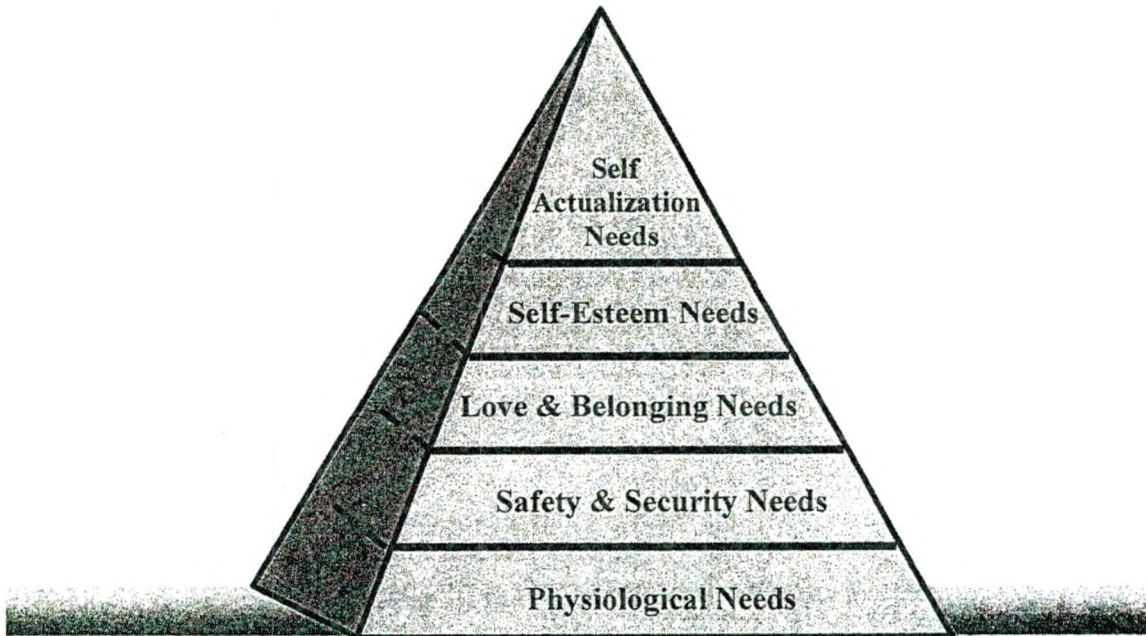 Self
Actualization
Needs
Self-Esteem Needs
Love & Belonging Needs
Safety & Security Needs
Physiological Needs